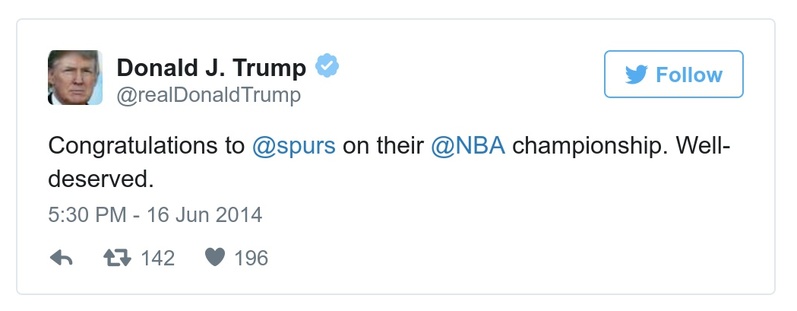 Donald J. Trump
@realDonaldTrump
Follow
Congratulations to @spurs on their @NBA championship. Well-
deserved.
5:30 PM - 16 Jun 2014
142 196